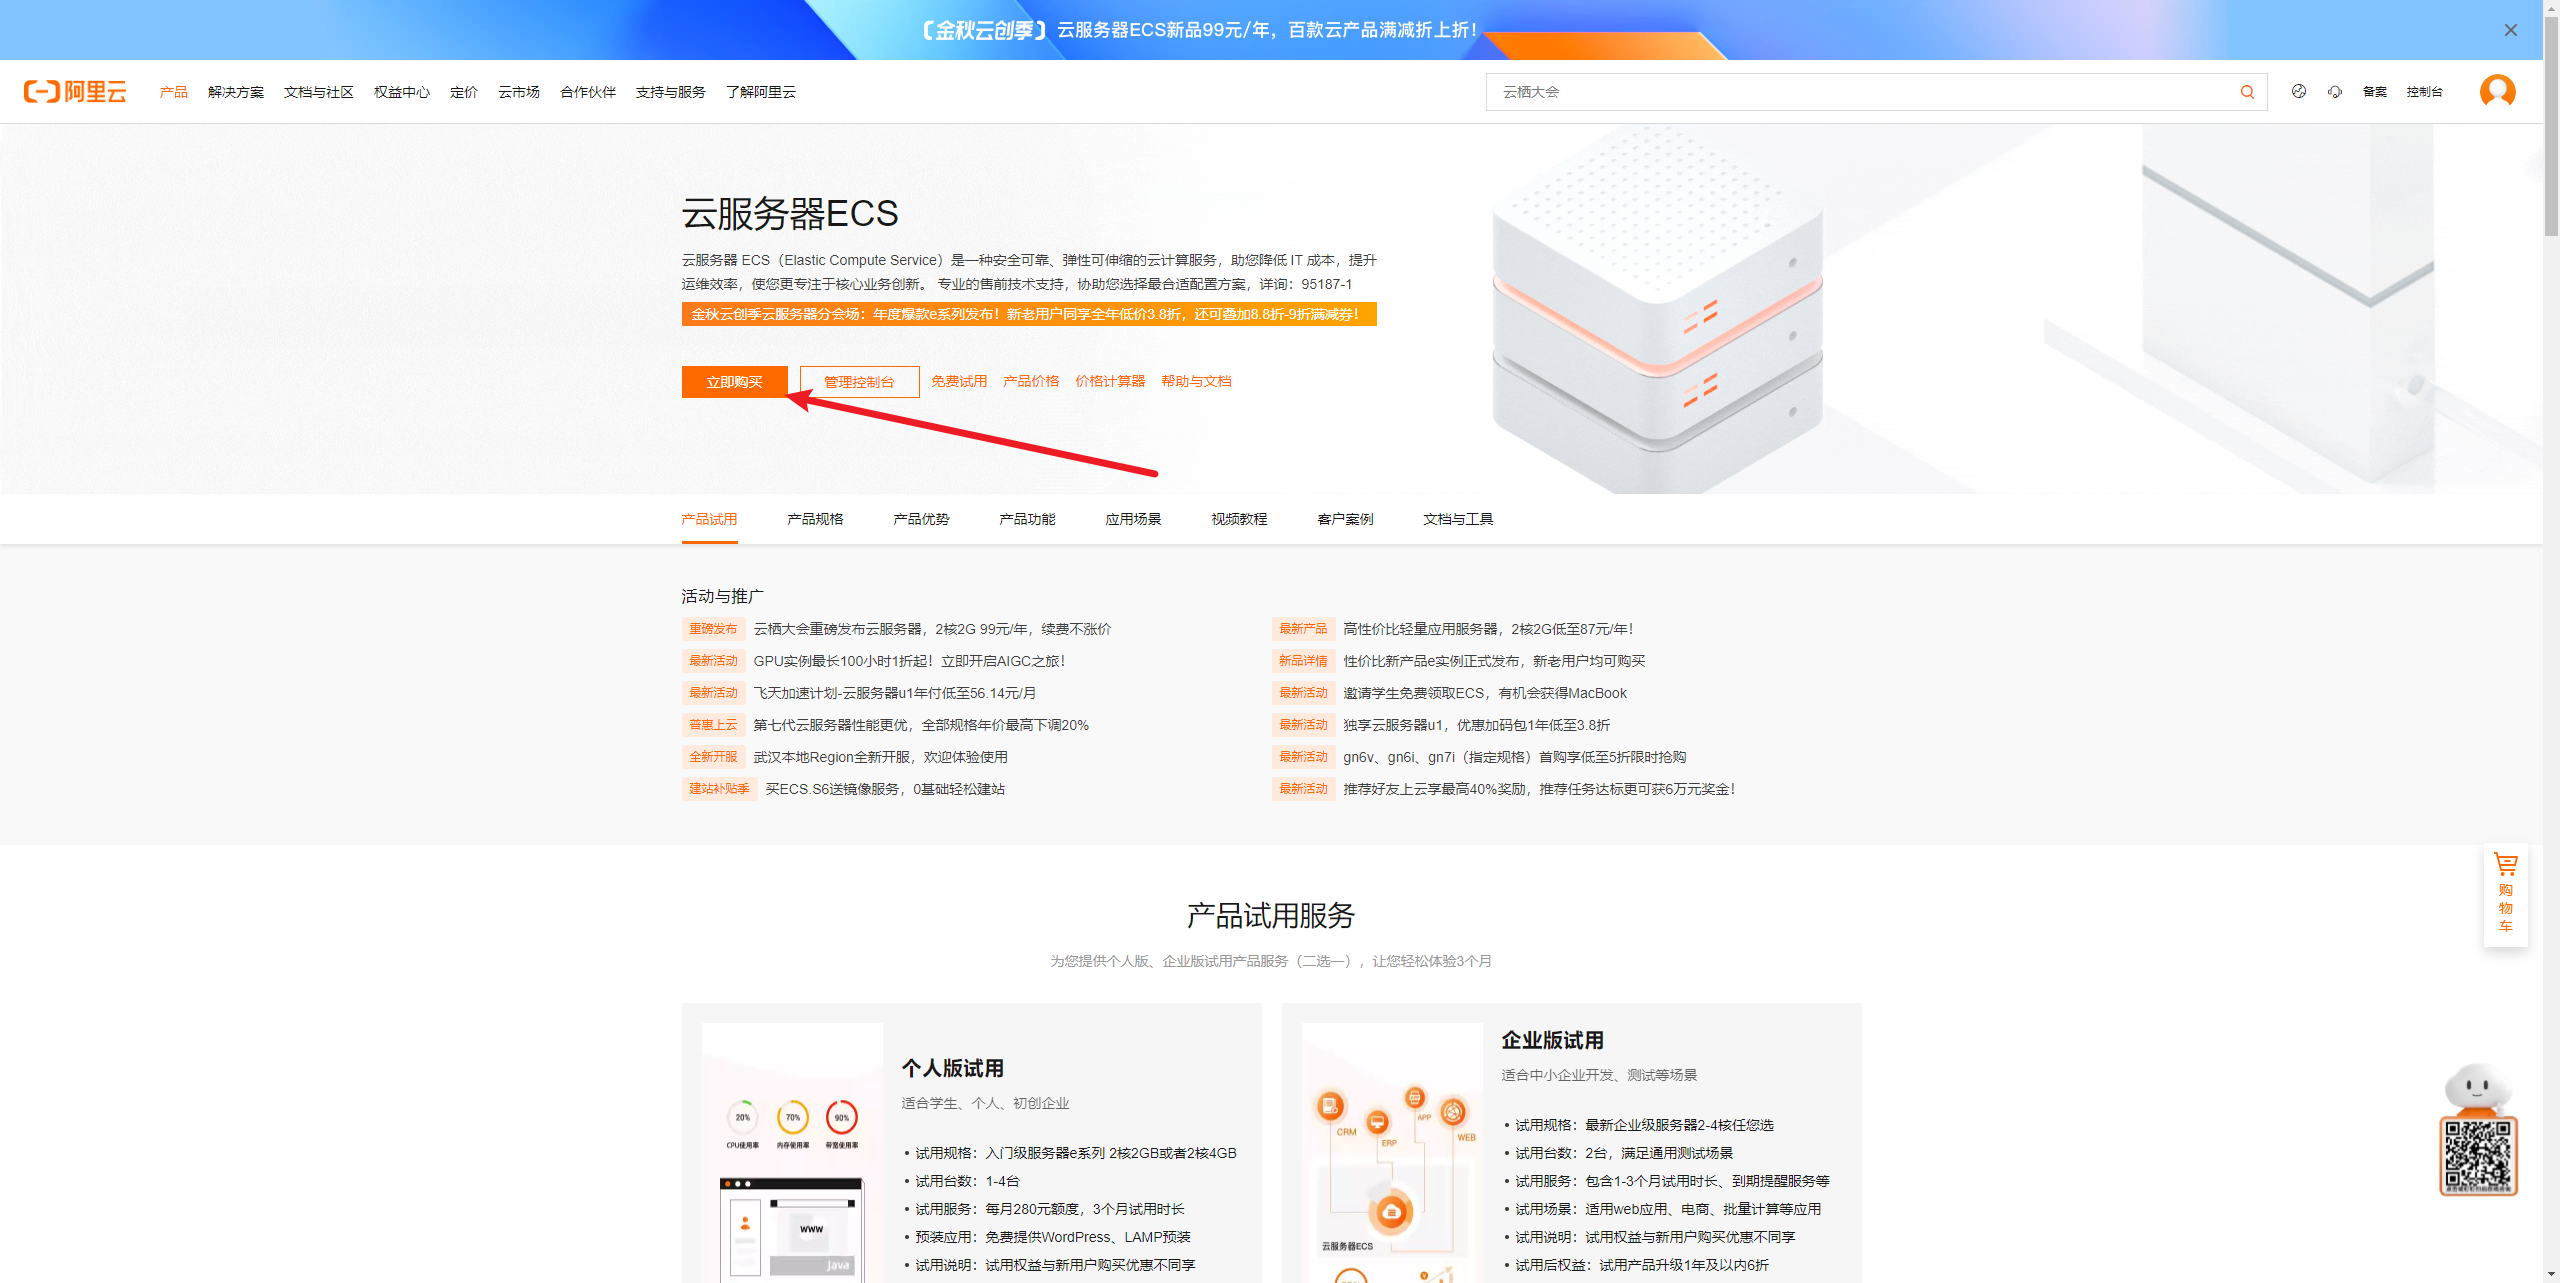 【金秋云创季】 云服务器ECS新品99元/年，百款云产品满减折上折！
阿里云 产品 解决方案 文档与社区 权益中心 定价 云市场 合作伙伴 支持与服务 了解阿里云 云栖大会 备案 控制台
云服务器ECS
云服务器 ECS（Elastic Compute Service）是一种安全可靠、弹性可伸缩的云计算服务，助您降低 IT 成本，提升
运维效率，使您更专注于核心业务创新。 专业的售前技术支持，协助您选择最合适配置方案，详询：95187-1
金秋云创季云服务器分会场：年度爆款e系列发布！新老用户同享全年低价3.8折，还可叠加8.8折-9折满减券！
立即购买 管理控制台 免费试用 产品价格 价格计算器 帮助与文档
产品试用 产品规格 产品优势 产品功能 应用场景 视频教程 客户案例 文档与工具
活动与推广
重磅发布 云栖大会重磅发布云服务器，2核2G 99元/年，续费不涨价
最新活动 GPU实例最长100小时1折起！立即开启AIGC之旅！
最新活动 飞天加速计划-云服务器u1年付低至56.14元/月
普惠上云 第七代云服务器性能更优，全部规格年价最高下调20%
全新开服 武汉本地Region全新开服，欢迎体验使用
建站补贴季 买ECS.S6送镜像服务，0基础轻松建站
最新产品 高性价比轻量应用服务器，2核2G低至87元/年！
新品详情 性价比新产品e实例正式发布，新老用户均可购买
最新活动 邀请学生免费领取ECS，有机会获得MacBook
最新活动 独享云服务器u1，优惠加码包1年低至3.8折
最新活动 gn6v、gn6i、gn7i（指定规格）首购享低至5折限时抢购
最新活动 推荐好友上云享最高40%奖励，推荐任务达标更可获6万元奖金！
购
物
车
产品试用服务
为您提供个人版、企业版试用产品服务（二选一），让您轻松体验3个月
20% 70% 90%
CPU使用率 内存使用率 带宽使用率
WWW
java
个人版试用
适合学生、个人、初创企业
• 试用规格：入门级服务器e系列 2核2GB或者2核4GB
• 试用台数：1-4台
• 试用服务：每月280元额度，3个月试用时长
• 预装应用：免费提供WordPress、LAMP预装
• 试用说明：试用权益与新用户购买优惠不同享
CRM
ERP
APP
WEB
云服务器ECS
企业版试用
适合中小企业开发、测试等场景
• 试用规格：最新企业级服务器2-4核任您选
• 试用台数：2台，满足通用测试场景
• 试用服务：包含1-3个月试用时长、到期提醒服务等
• 试用场景：适用web应用、电商、批量计算等应用
• 试用说明：试用权益与新用户购买优惠不同享
• 试用后权益：试用产品升级1年及以内6折